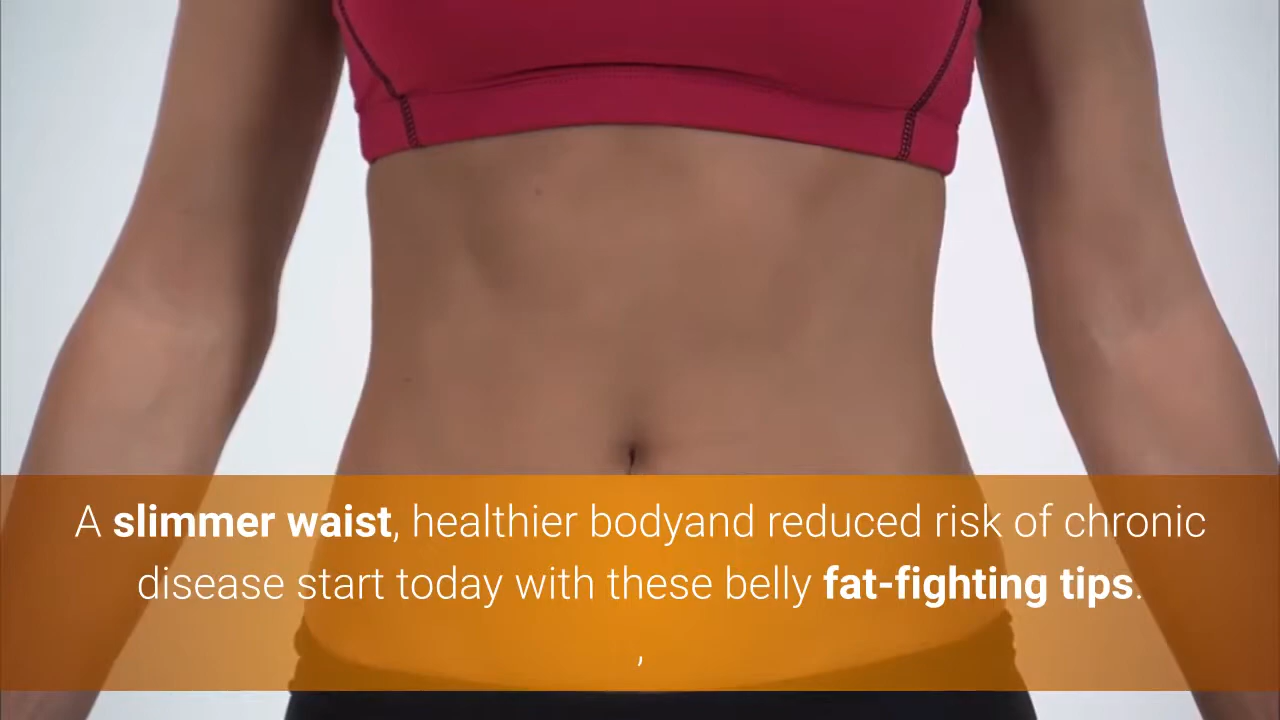 A slimmer waist, healthier bodyand reduced risk of chronic
disease start today with these belly fat-fighting tips.
,